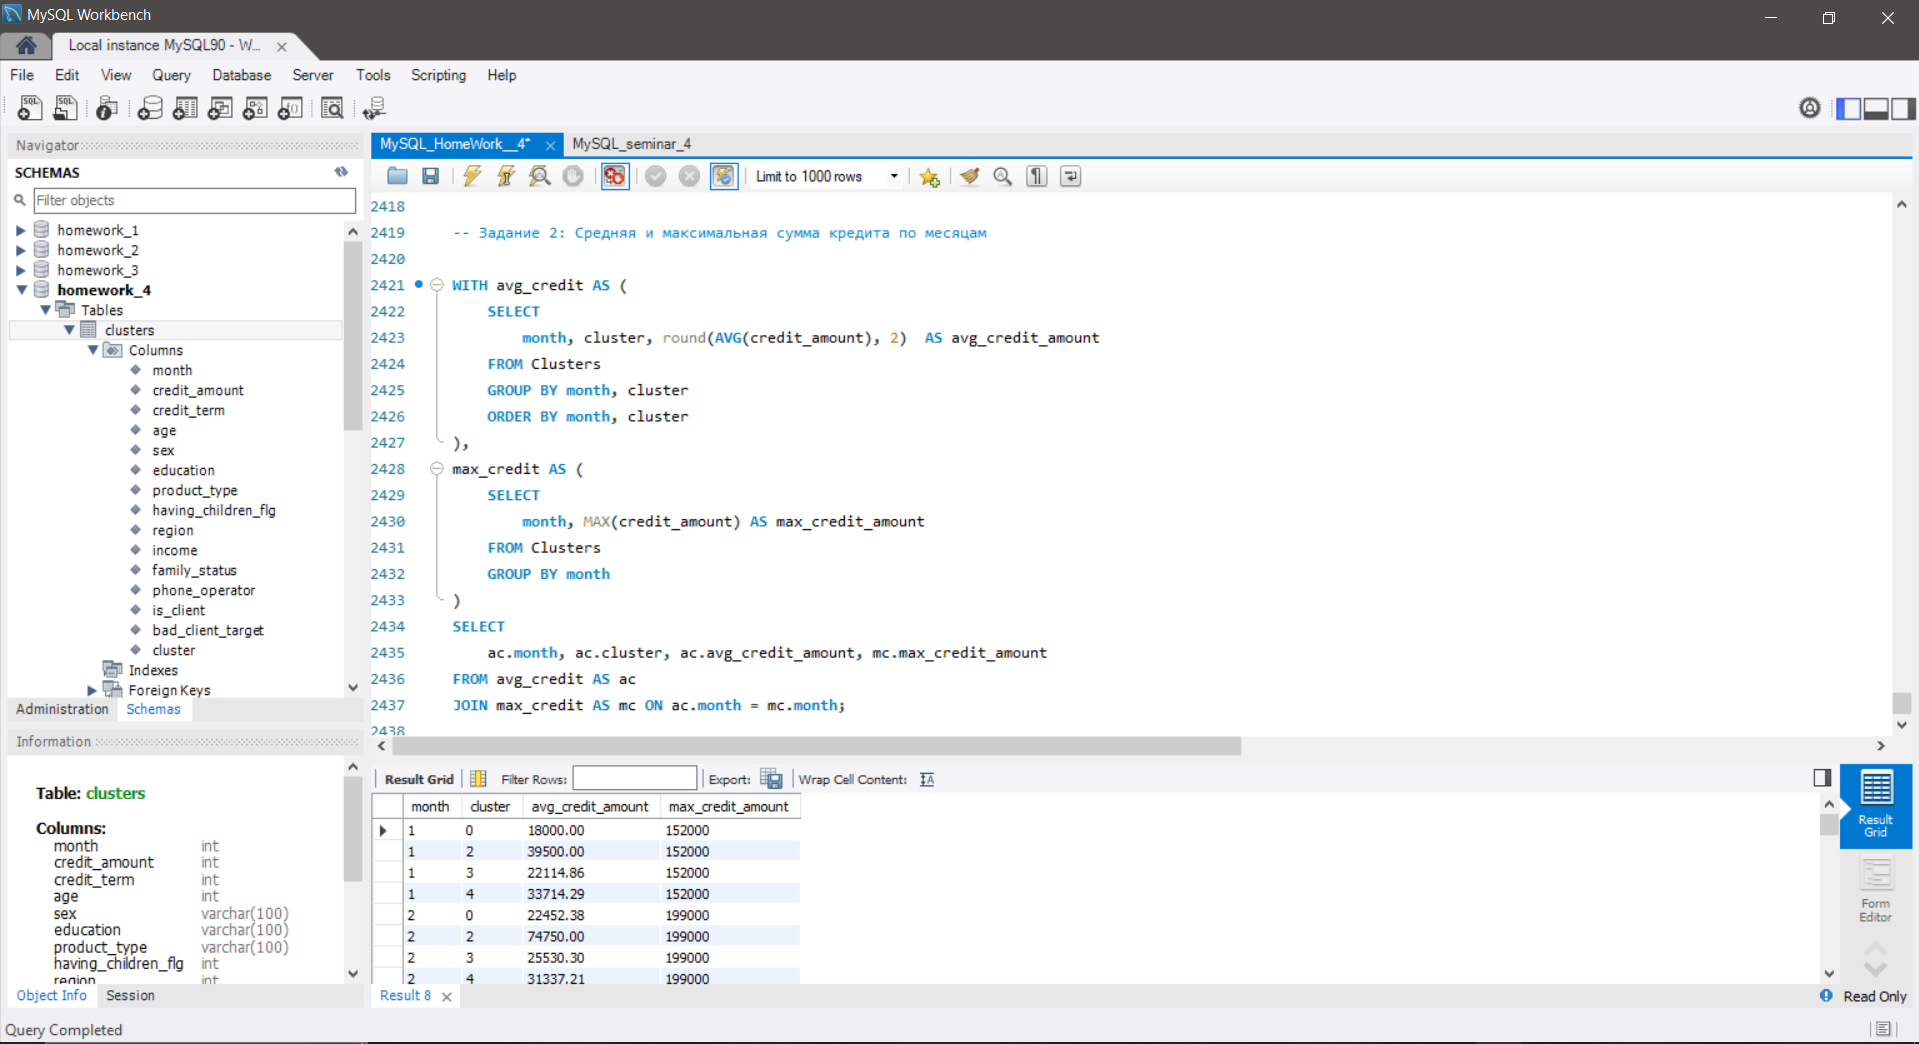 MySQL Workbench
Local instance MySQL90 - W...
File Edit View Query Database Server Tools Scripting Help
Navigator
SCHEMAS
Filter objects
homework_1
homework_2
homework_3
homework_4
Tables
clusters
Columns
month
credit_amount
credit_term
age
sex
education
product_type
having_children_flg
region
income
family_status
phone_operator
is_client
bad_client_target
cluster
Indexes
Foreign Keys
Administration Schemas
Information
Table: clusters
Columns:
month int
credit_amount int
credit_term int
age int
sex varchar(100)
education varchar(100)
product_type varchar(100)
having_children_flg int
region int
Object Info Session
MySQL_HomeWork__4* MySQL_seminar_4
Limit to 1000 rows
2418
2419 -- Задание 2: Средняя и максимальная сумма кредита по месяцам
2420
2421 WITH avg_credit AS (
2422 SELECT
2423 month, cluster, round(AVG(credit_amount), 2)  AS avg_credit_amount
2424 FROM Clusters
2425 GROUP BY month, cluster
2426 ORDER BY month, cluster
2427 ),
2428 max_credit AS (
2429 SELECT
2430 month, MAX(credit_amount) AS max_credit_amount
2431 FROM Clusters
2432 GROUP BY month
2433 )
2434 SELECT
2435 ac.month, ac.cluster, ac.avg_credit_amount, mc.max_credit_amount
2436 FROM avg_credit AS ac
2437 JOIN max_credit AS mc ON ac.month = mc.month;
2438
Result Grid Filter Rows: Export: Wrap Cell Content:
month cluster avg_credit_amount max_credit_amount
1 0 18000.00 152000
1 2 39500.00 152000
1 3 22114.86 152000
1 4 33714.29 152000
2 0 22452.38 199000
2 2 74750.00 199000
2 3 25530.30 199000
2 4 31337.21 199000
Result
Grid
Form
Editor
Result 8
Read Only
Query Completed